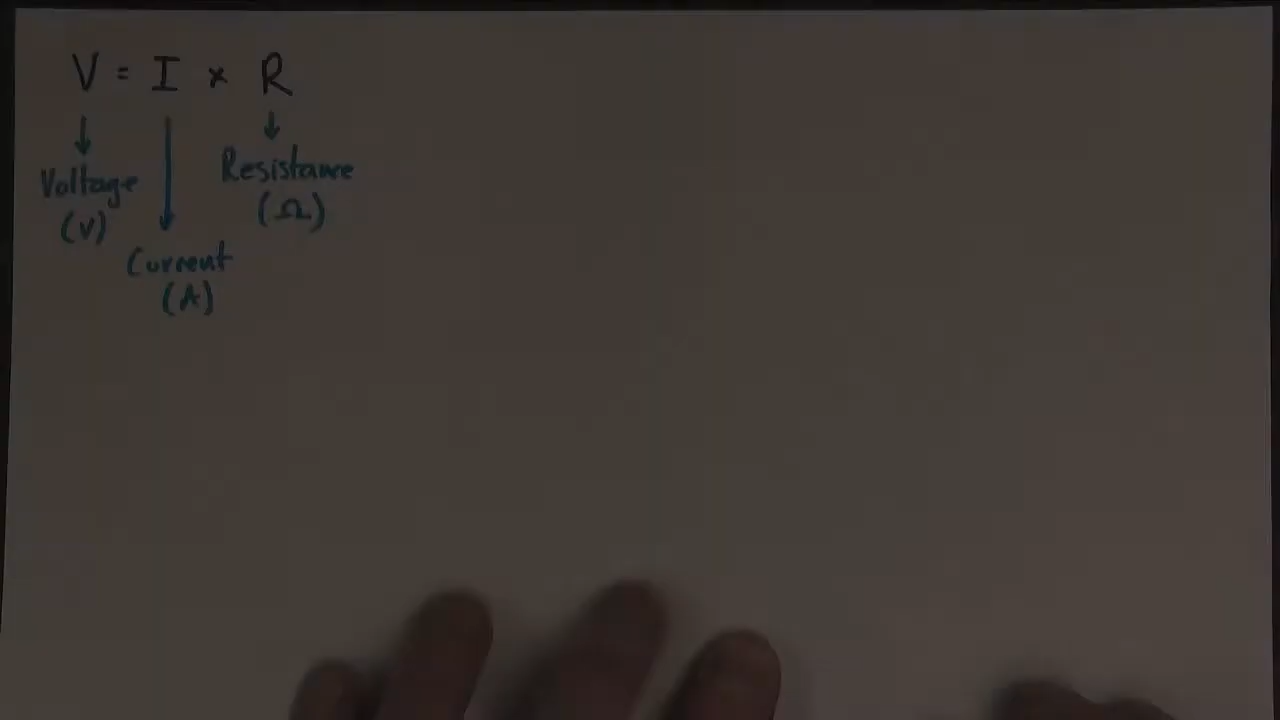 V = I × R
Voltage
(V)
Current
(A)
Resistance
(Ω)